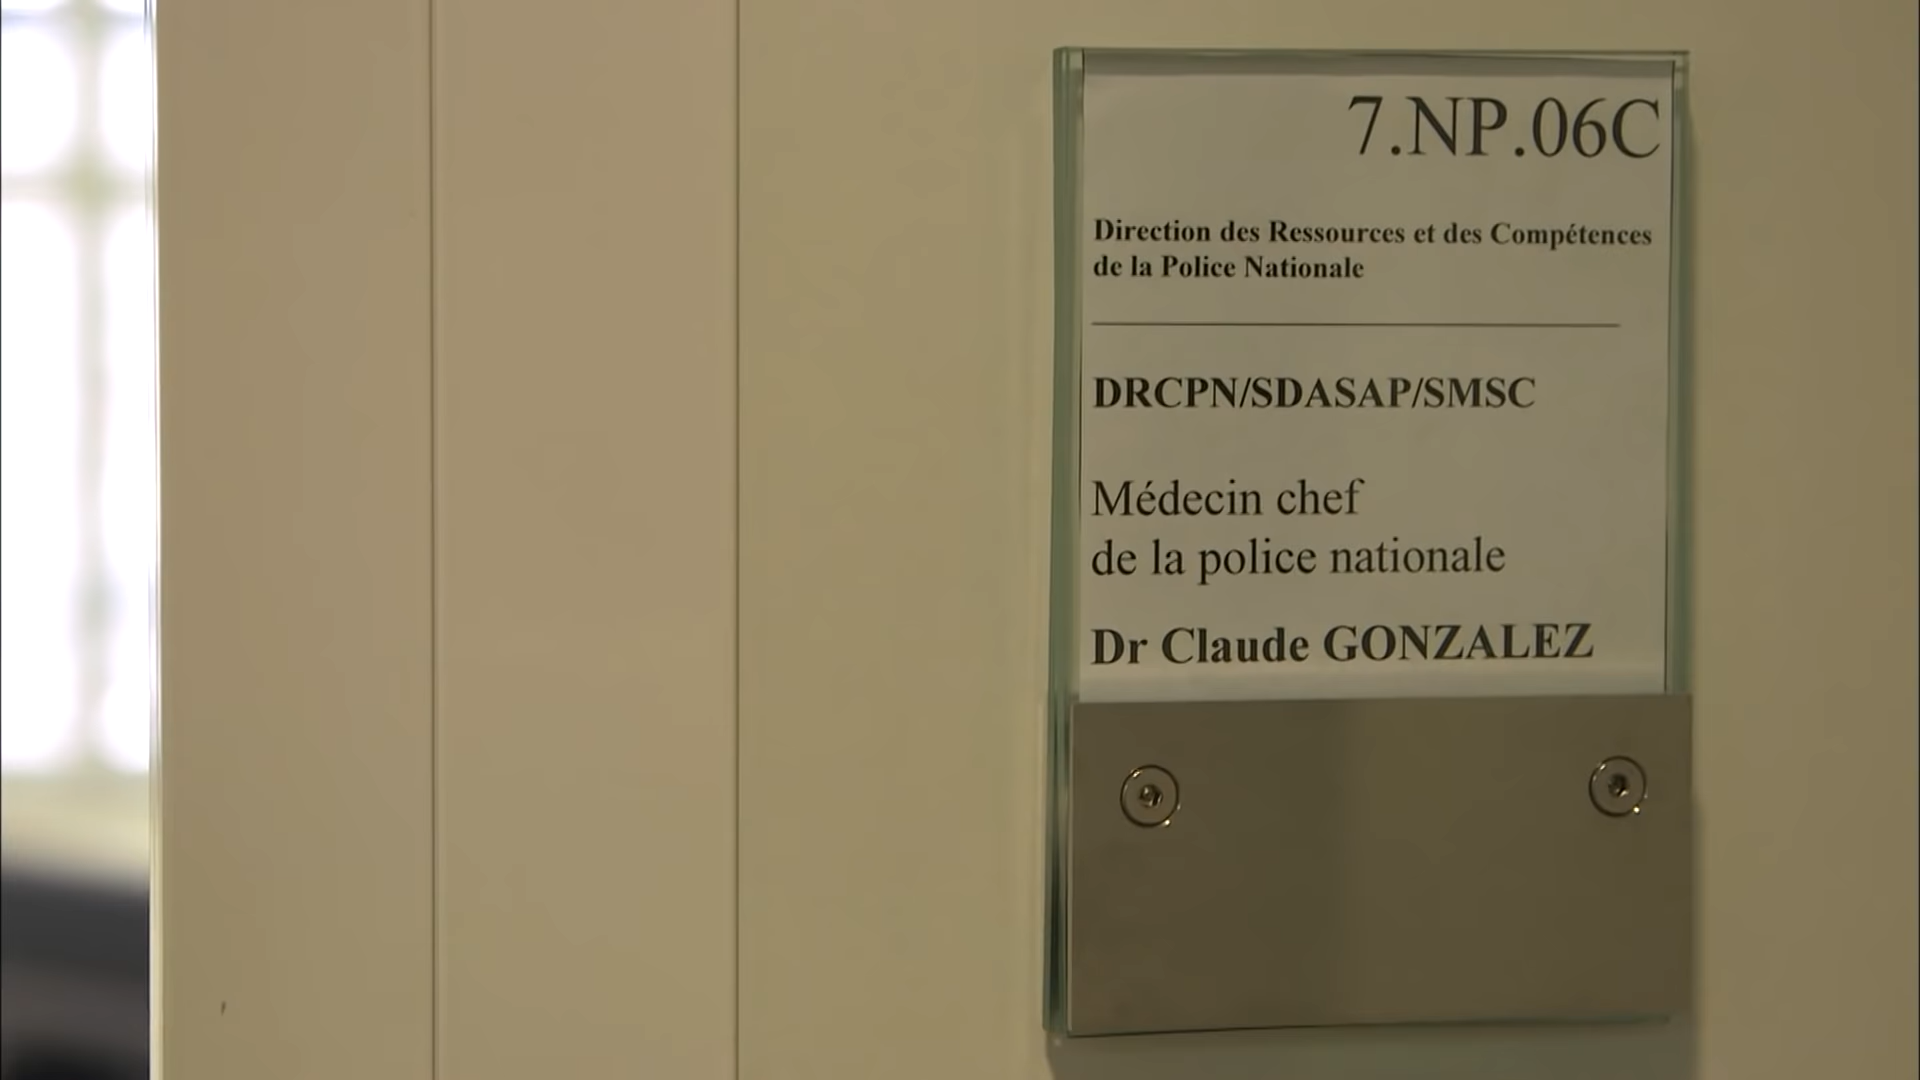 7.NP.06C
Direction des Ressources et des Compétences
de la Police Nationale
DRCPN/SDASAP/SMSC
Médecin chef
de la police nationale
Dr Claude GONZALEZ